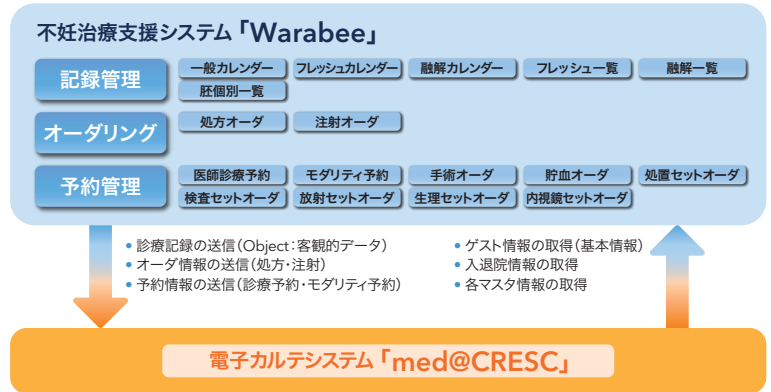 不妊治療支援システム「Warabee」
記録管理
一般カレンダー フレッシュカレンダー 融解カレンダー フレッシュ一覧 融解一覧
胚個別一覧
オーダリング
処方オーダ 注射オーダ
予約管理
医師診療予約 モダリティ予約 手術オーダ 貯血オーダ 処置セットオーダ
検査セットオーダ 放射セットオーダ 生理セットオーダ 内視鏡セットオーダ
• 診療記録の送信(Object:客観的データ)
• オーダ情報の送信(処方・注射)
• 予約情報の送信(診療予約・モダリティ予約)
• ゲスト情報の取得(基本情報)
• 入退院情報の取得
• 各マスタ情報の取得
電子カルテシステム「med@CRESC」